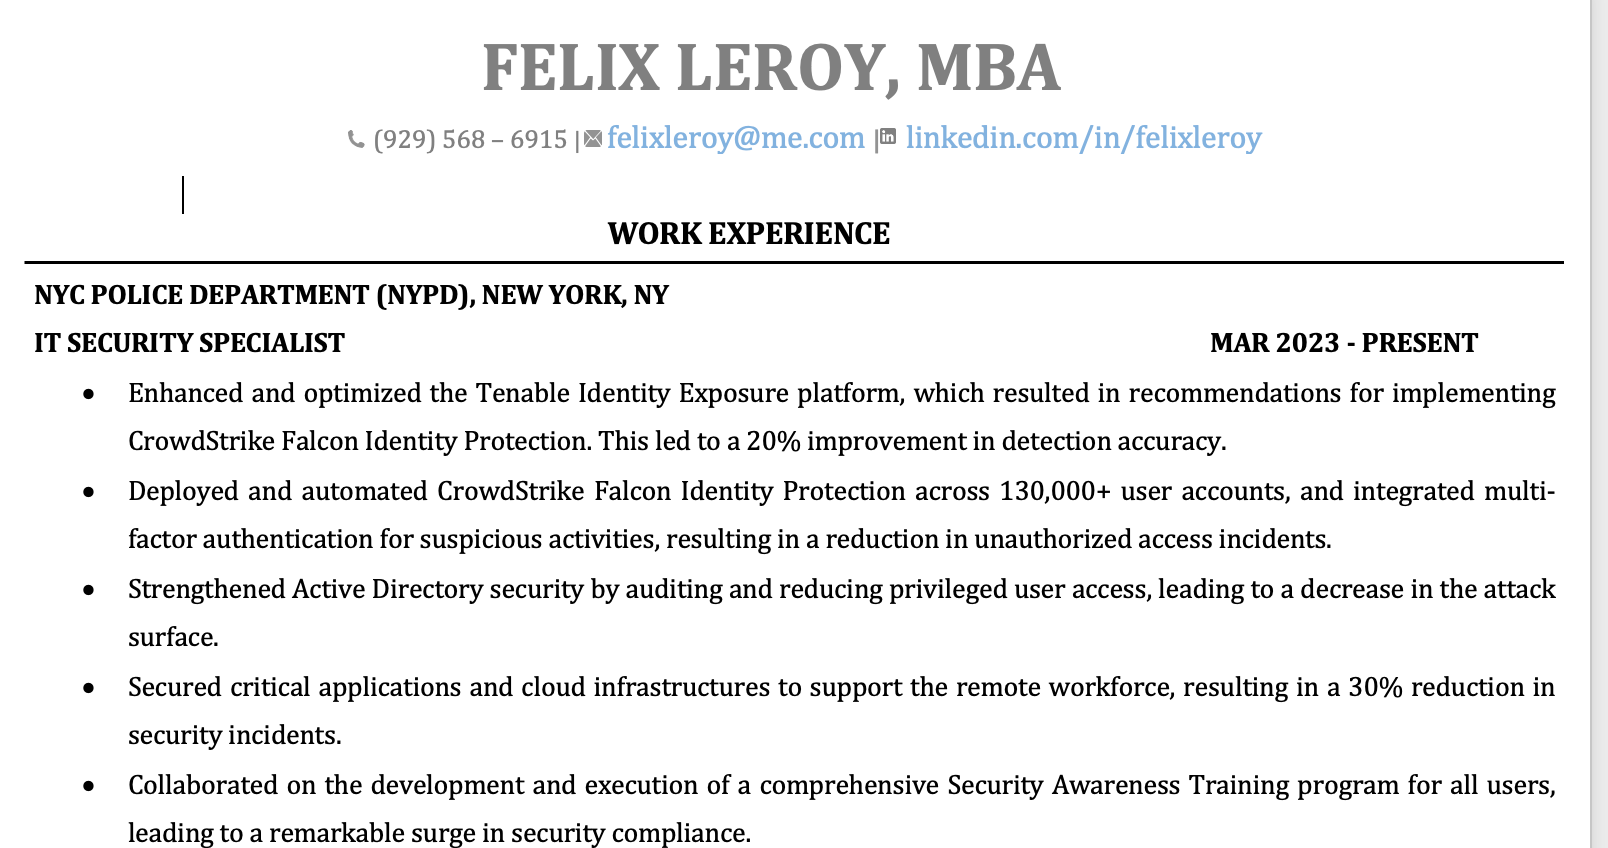 FELIX LEROY, MBA
(929) 568 – 6915 | felixleroy@me.com | linkedin.com/in/felixleroy
WORK EXPERIENCE
NYC POLICE DEPARTMENT (NYPD), NEW YORK, NY
IT SECURITY SPECIALIST MAR 2023 - PRESENT
• Enhanced and optimized the Tenable Identity Exposure platform, which resulted in recommendations for implementing
CrowdStrike Falcon Identity Protection. This led to a 20% improvement in detection accuracy.
• Deployed and automated CrowdStrike Falcon Identity Protection across 130,000+ user accounts, and integrated multi-
factor authentication for suspicious activities, resulting in a reduction in unauthorized access incidents.
• Strengthened Active Directory security by auditing and reducing privileged user access, leading to a decrease in the attack
surface.
• Secured critical applications and cloud infrastructures to support the remote workforce, resulting in a 30% reduction in
security incidents.
• Collaborated on the development and execution of a comprehensive Security Awareness Training program for all users,
leading to a remarkable surge in security compliance.